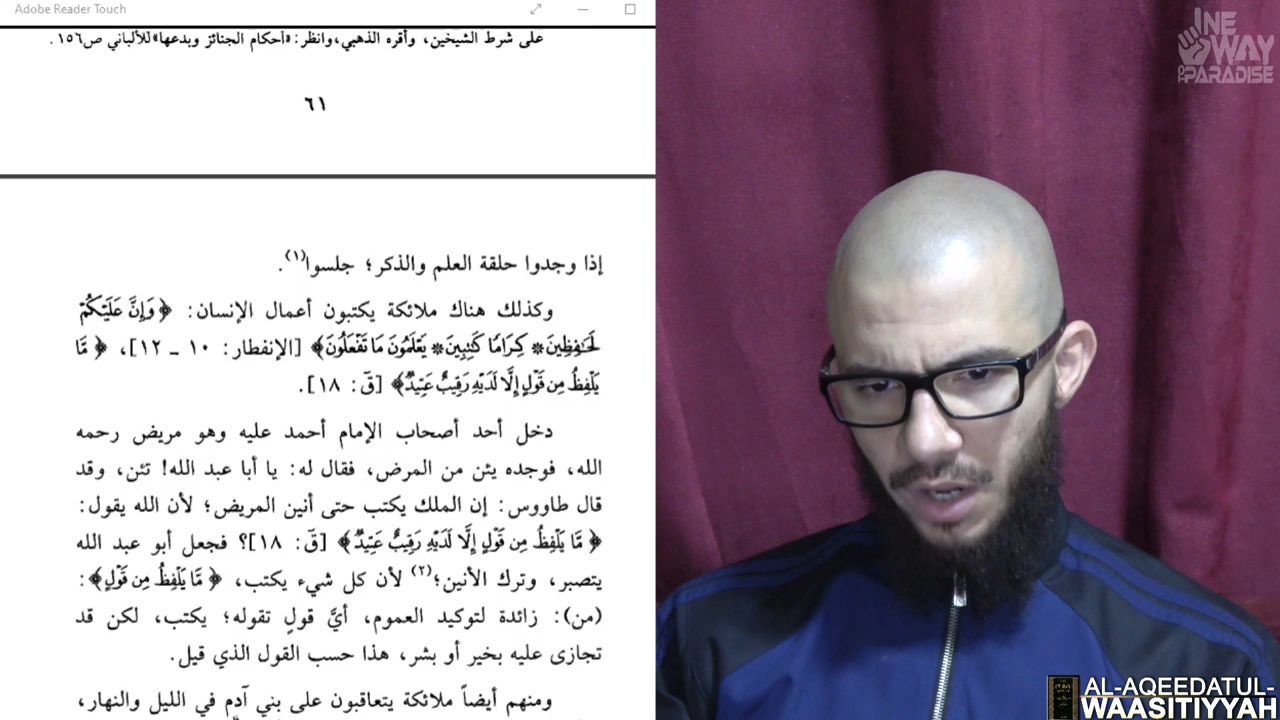 Adobe Reader Touch
على شرط الشيخين، وأقره الذهبي، وانظر: «أحكام الجنائز وبدعها» للألباني ص١٥٦.
٦١
إذا وجدوا حلقة العلم والذكر؛ جلسوا(١).
وكذلك هناك ملائكة يكتبون أعمال الإنسان: ﴿وَإِنَّ عَلَيْكُمْ
لَحَٰفِظِينَ * كِرَامًا كَٰتِبِينَ * يَعْلَمُونَ مَا تَفْعَلُونَ﴾ [الإنفطار: ١٠ ـ ١٢]، ﴿مَّا
يَلْفِظُ مِن قَوْلٍ إِلَّا لَدَيْهِ رَقِيبٌ عَتِيدٌ﴾ [قَ: ١٨].
دخل أحد أصحاب الإمام أحمد عليه وهو مريض رحمه
الله، فوجده يئن من المرض، فقال له: يا أبا عبد الله! تئن، وقد
قال طاووس: إن الملك يكتب حتى أنين المريض؛ لأن الله يقول:
﴿مَّا يَلْفِظُ مِن قَوْلٍ إِلَّا لَدَيْهِ رَقِيبٌ عَتِيدٌ﴾ [قَ: ١٨]؟ فجعل أبو عبد الله
يتصبر، وترك الأنين؛(٢) لأن كل شيء يكتب، ﴿مَّا يَلْفِظُ مِن قَوْلٍ﴾:
(من): زائدة لتوكيد العموم، أيَّ قولٍ تقوله؛ يكتب، لكن قد
تجازى عليه بخير أو بشر، هذا حسب القول الذي قيل.
ومنهم أيضاً ملائكة يتعاقبون على بني آدم في الليل والنهار،
ONE
WAY
TO PARADISE
AL-AQEEDATUL-
WAASITIYYAH